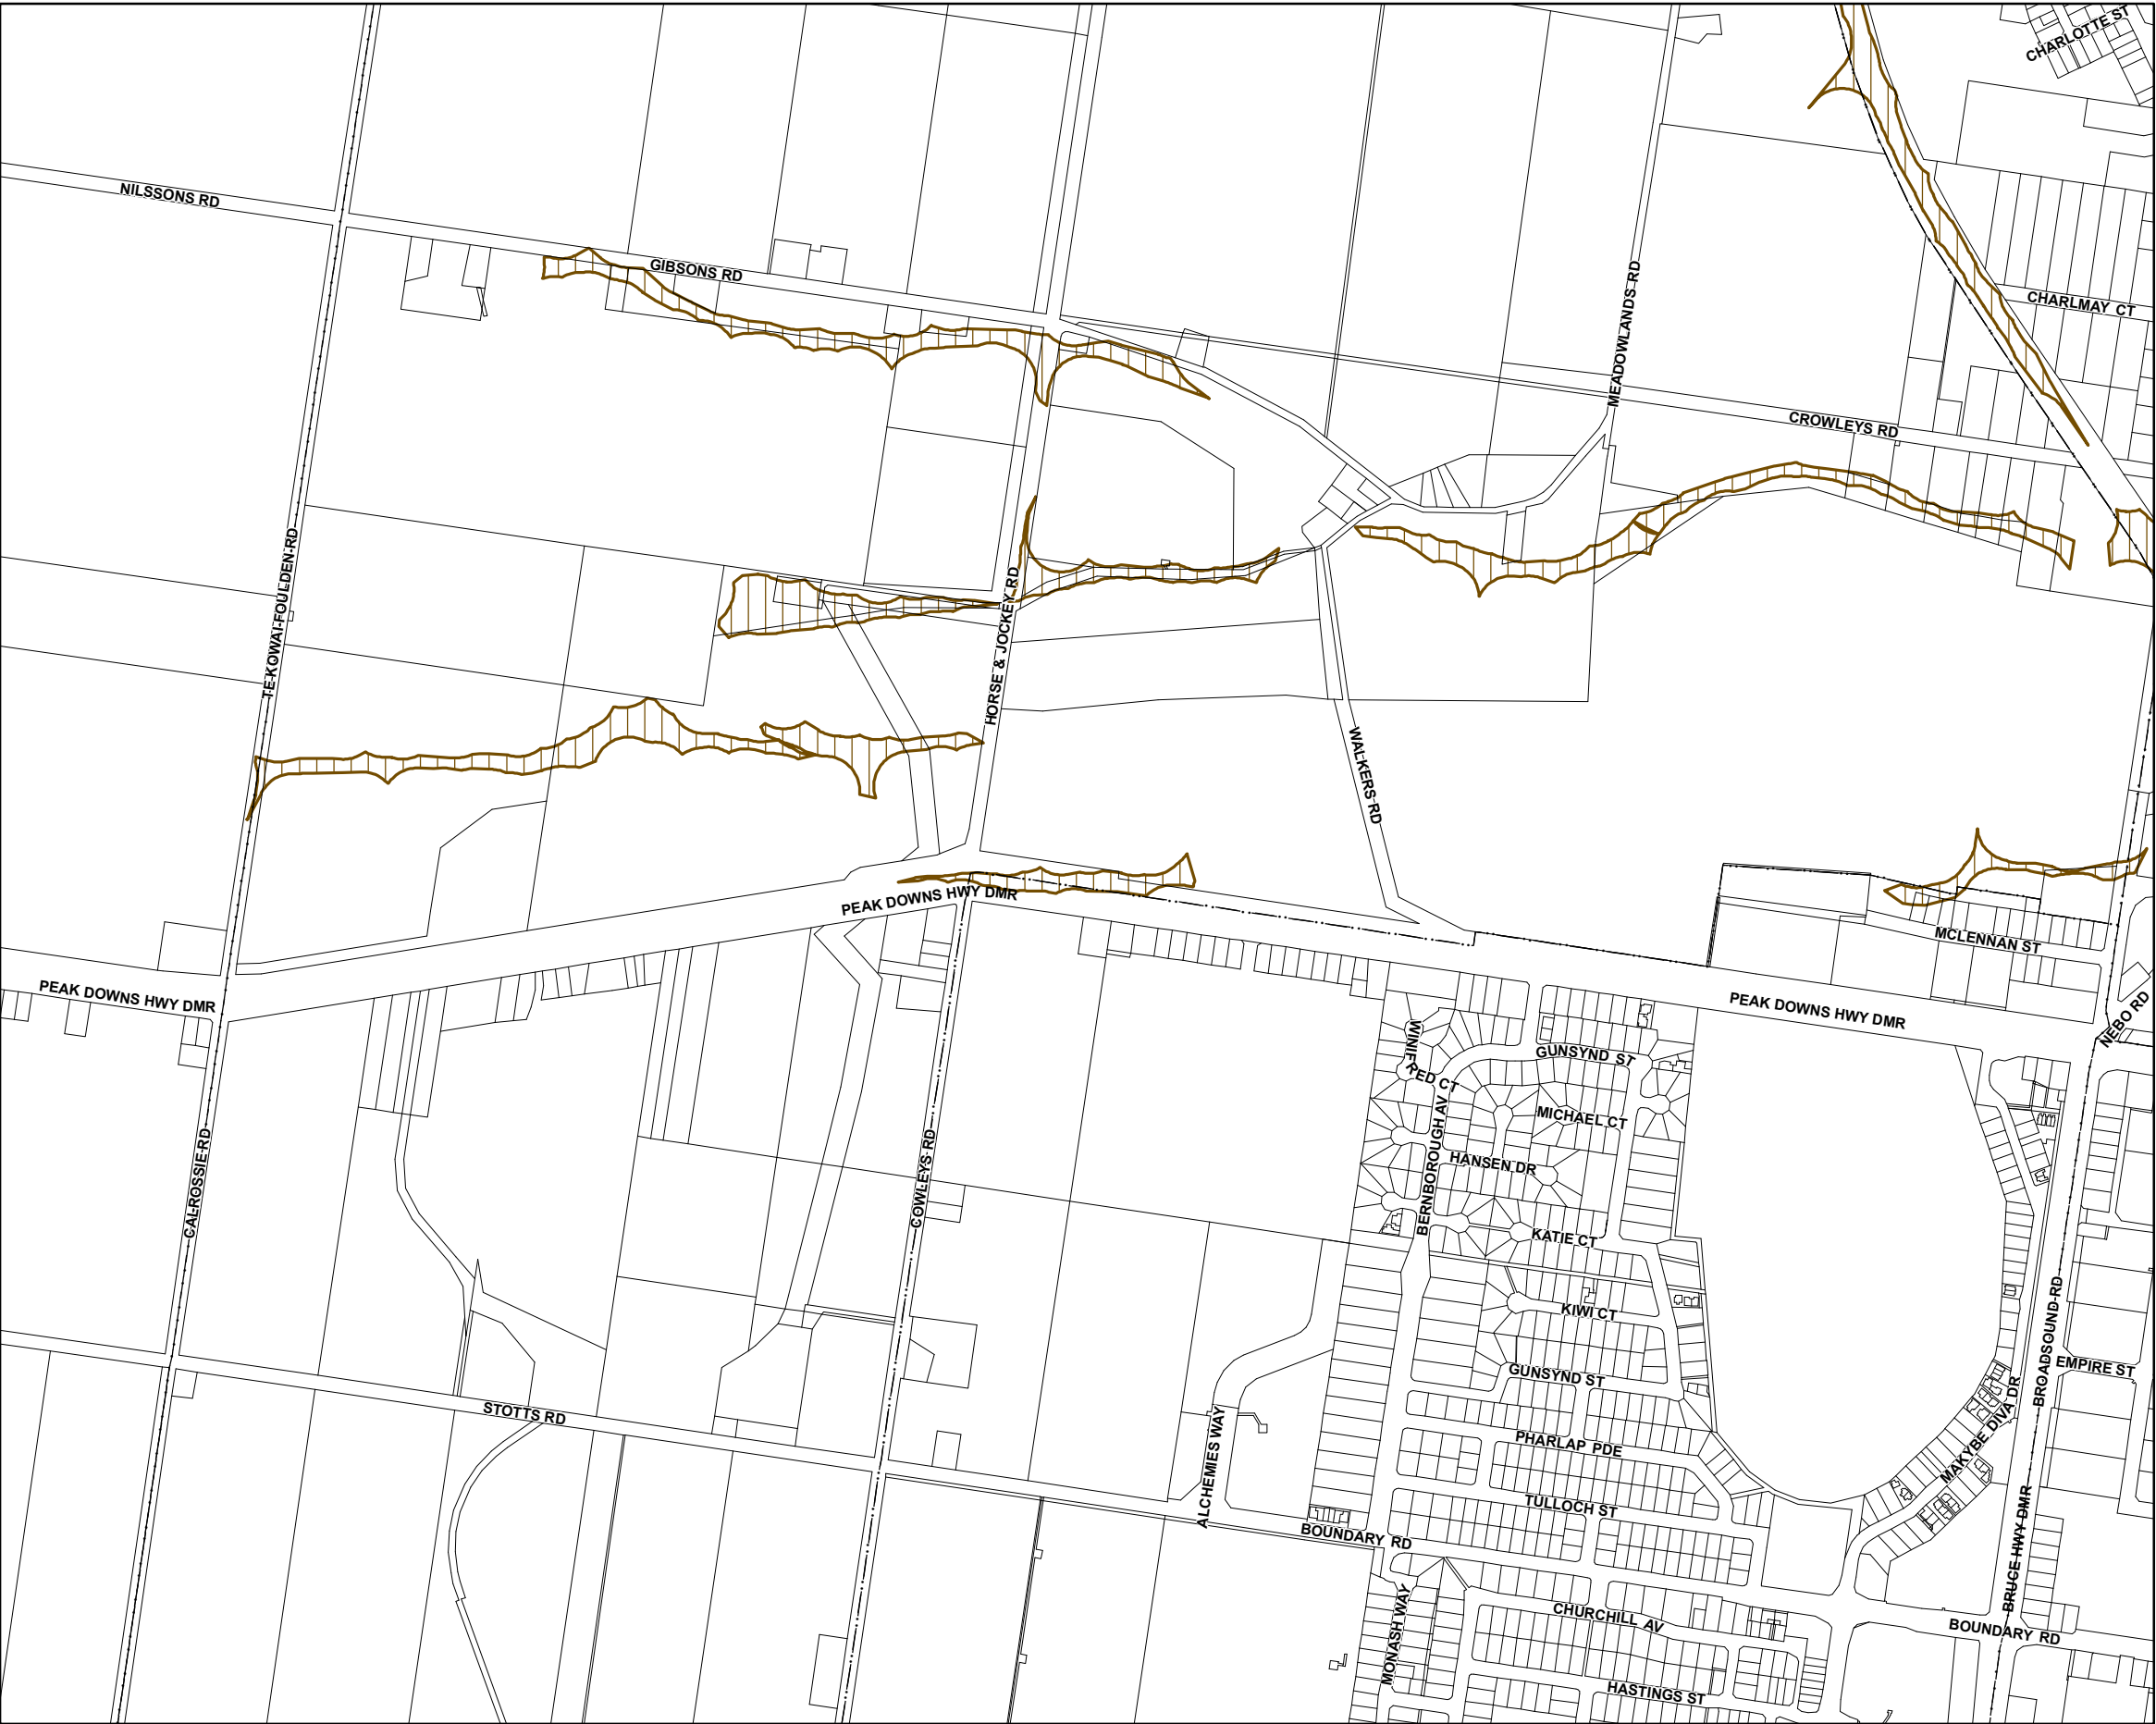 CHARLOTTE ST
NILSSONS RD
GIBSONS RD
MEADOWLANDS RD
CHARLMAY CT
CROWLEYS RD
TE KOWAI-FOULDEN RD
HORSE & JOCKEY RD
WALKERS RD
PEAK DOWNS HWY DMR
MCLENNAN ST
PEAK DOWNS HWY DMR
PEAK DOWNS HWY DMR
NEBO RD
WINIFRED CT
GUNSYND ST
MICHAEL CT
BERNBOROUGH AV
HANSEN DR
CALROSSIE RD
COWLEYS RD
KATIE CT
KIWI CT
BROADSOUND RD
EMPIRE ST
GUNSYND ST
MAKYBE DIVA DR
STOTTS RD
PHARLAP PDE
ALCHEMIES WAY
TULLOCH ST
BOUNDARY RD
BRUCE HWY DMR
MONASH WAY
CHURCHILL AV
BOUNDARY RD
HASTINGS ST